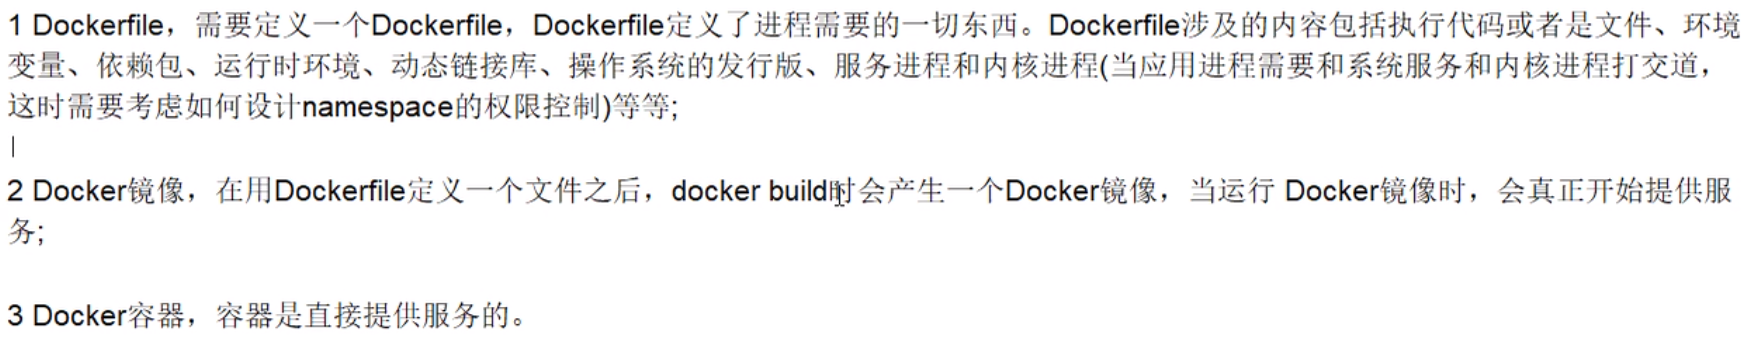 1 Dockerfile，需要定义一个Dockerfile，Dockerfile定义了进程需要的一切东西。Dockerfile涉及的内容包括执行代码或者是文件、环境
变量、依赖包、运行时环境、动态链接库、操作系统的发行版、服务进程和内核进程(当应用进程需要和系统服务和内核进程打交道，
这时需要考虑如何设计namespace的权限控制)等等;
2 Docker镜像，在用Dockerfile定义一个文件之后，docker build时会产生一个Docker镜像，当运行 Docker镜像时，会真正开始提供服
务;
3 Docker容器，容器是直接提供服务的。